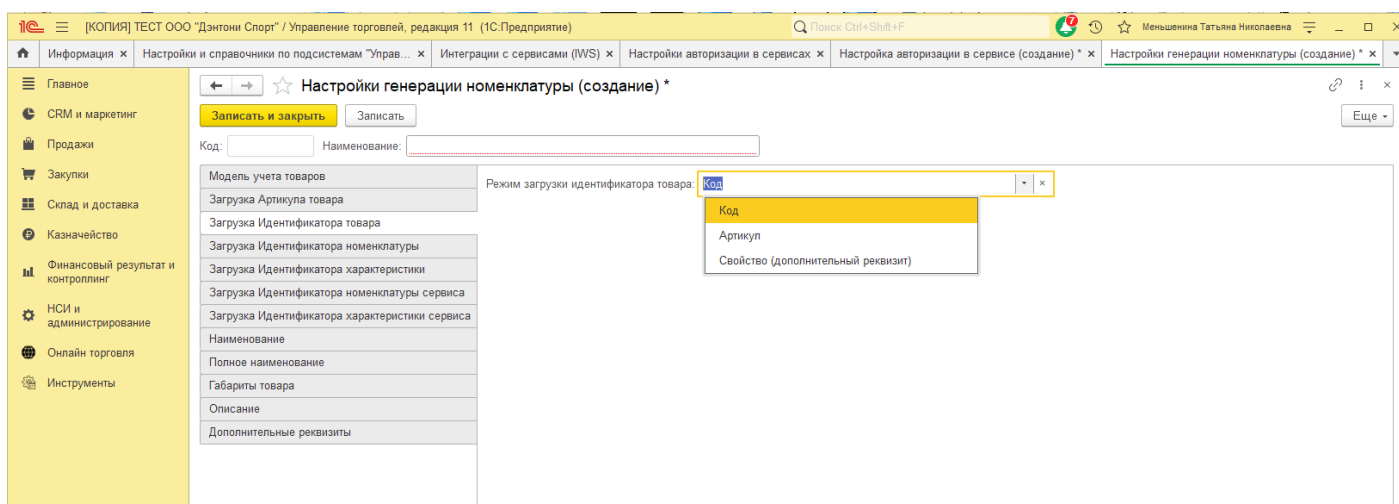 1С [КОПИЯ] ТЕСТ ООО "Дэнтони Спорт" / Управление торговлей, редакция 11 (1С:Предприятие) Поиск Ctrl+Shift+F 7 Меньшенина Татьяна Николаевна
Информация × Настройки и справочники по подсистемам "Управ... × Интеграции с сервисами (IWS) × Настройки авторизации в сервисах × Настройка авторизации в сервисе (создание) * × Настройки генерации номенклатуры (создание) * ×
Главное
CRM и маркетинг
Продажи
Закупки
Склад и доставка
Казначейство
Финансовый результат и
контроллинг
НСИ и
администрирование
Онлайн торговля
Инструменты
Настройки генерации номенклатуры (создание) *
Записать и закрыть Записать Еще
Код: Наименование:
Модель учета товаров
Загрузка Артикула товара
Загрузка Идентификатора товара
Загрузка Идентификатора номенклатуры
Загрузка Идентификатора характеристики
Загрузка Идентификатора номенклатуры сервиса
Загрузка Идентификатора характеристики сервиса
Наименование
Полное наименование
Габариты товара
Описание
Дополнительные реквизиты
Режим загрузки идентификатора товара: Код
Код
Артикул
Свойство (дополнительный реквизит)